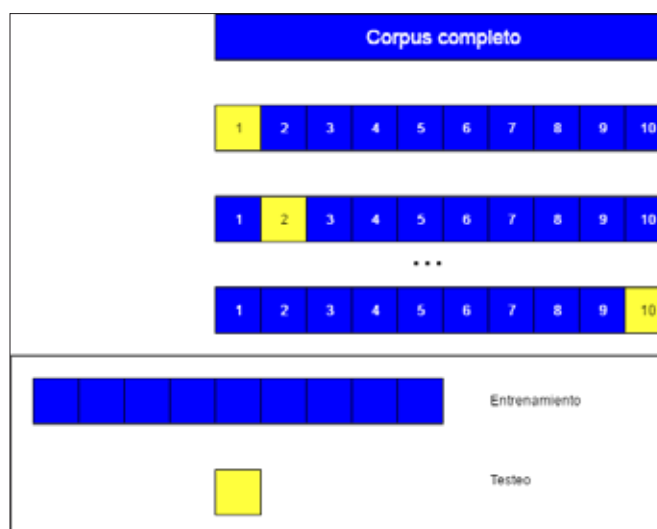 Corpus completo
1 2 3 4 5 6 7 8 9 10
1 2 3 4 5 6 7 8 9 10
...
1 2 3 4 5 6 7 8 9 10
Entrenamiento
Testeo